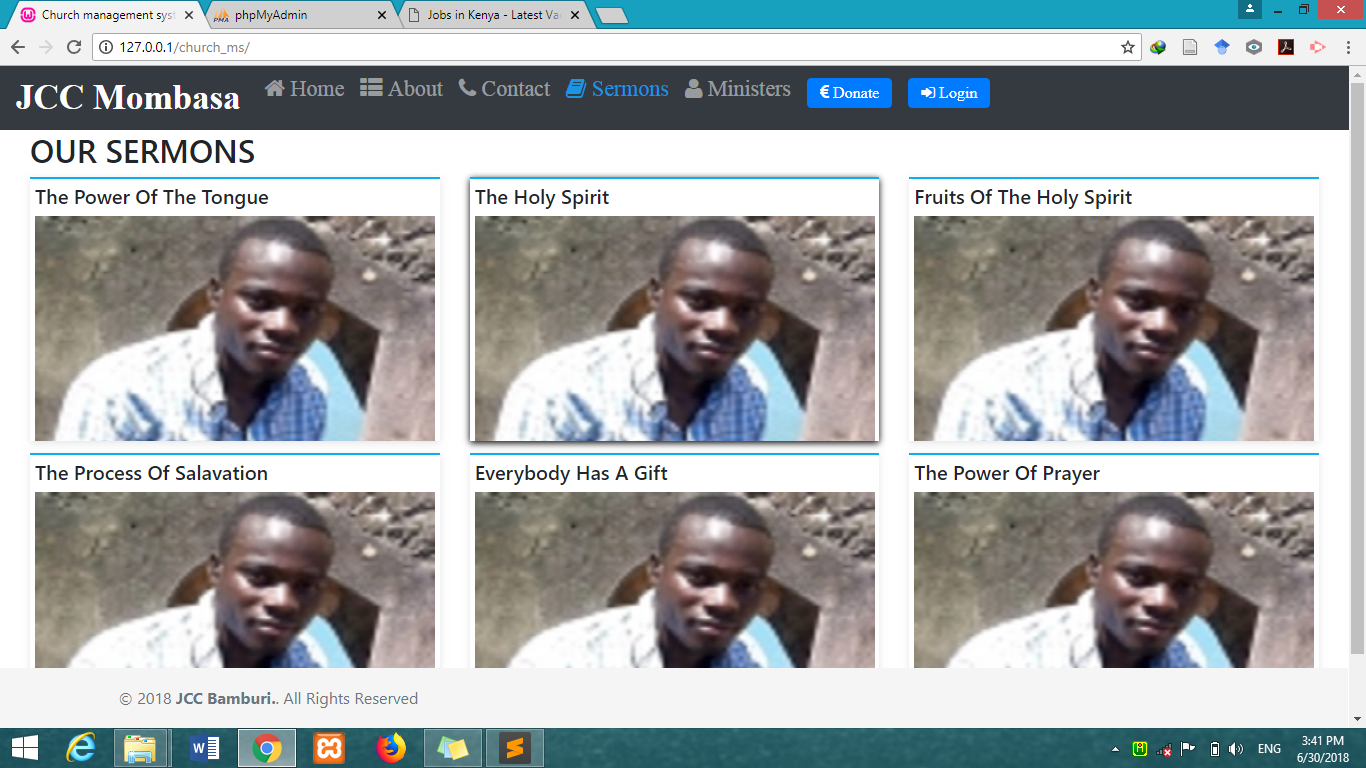 Church management syst
phpMyAdmin
Jobs in Kenya - Latest Va
127.0.0.1/church_ms/
JCC Mombasa Home About Contact Sermons Ministers € Donate Login
OUR SERMONS
The Power Of The Tongue
The Holy Spirit
Fruits Of The Holy Spirit
The Process Of Salavation
Everybody Has A Gift
The Power Of Prayer
© 2018 JCC Bamburi.. All Rights Reserved
ENG
3:41 PM
6/30/2018